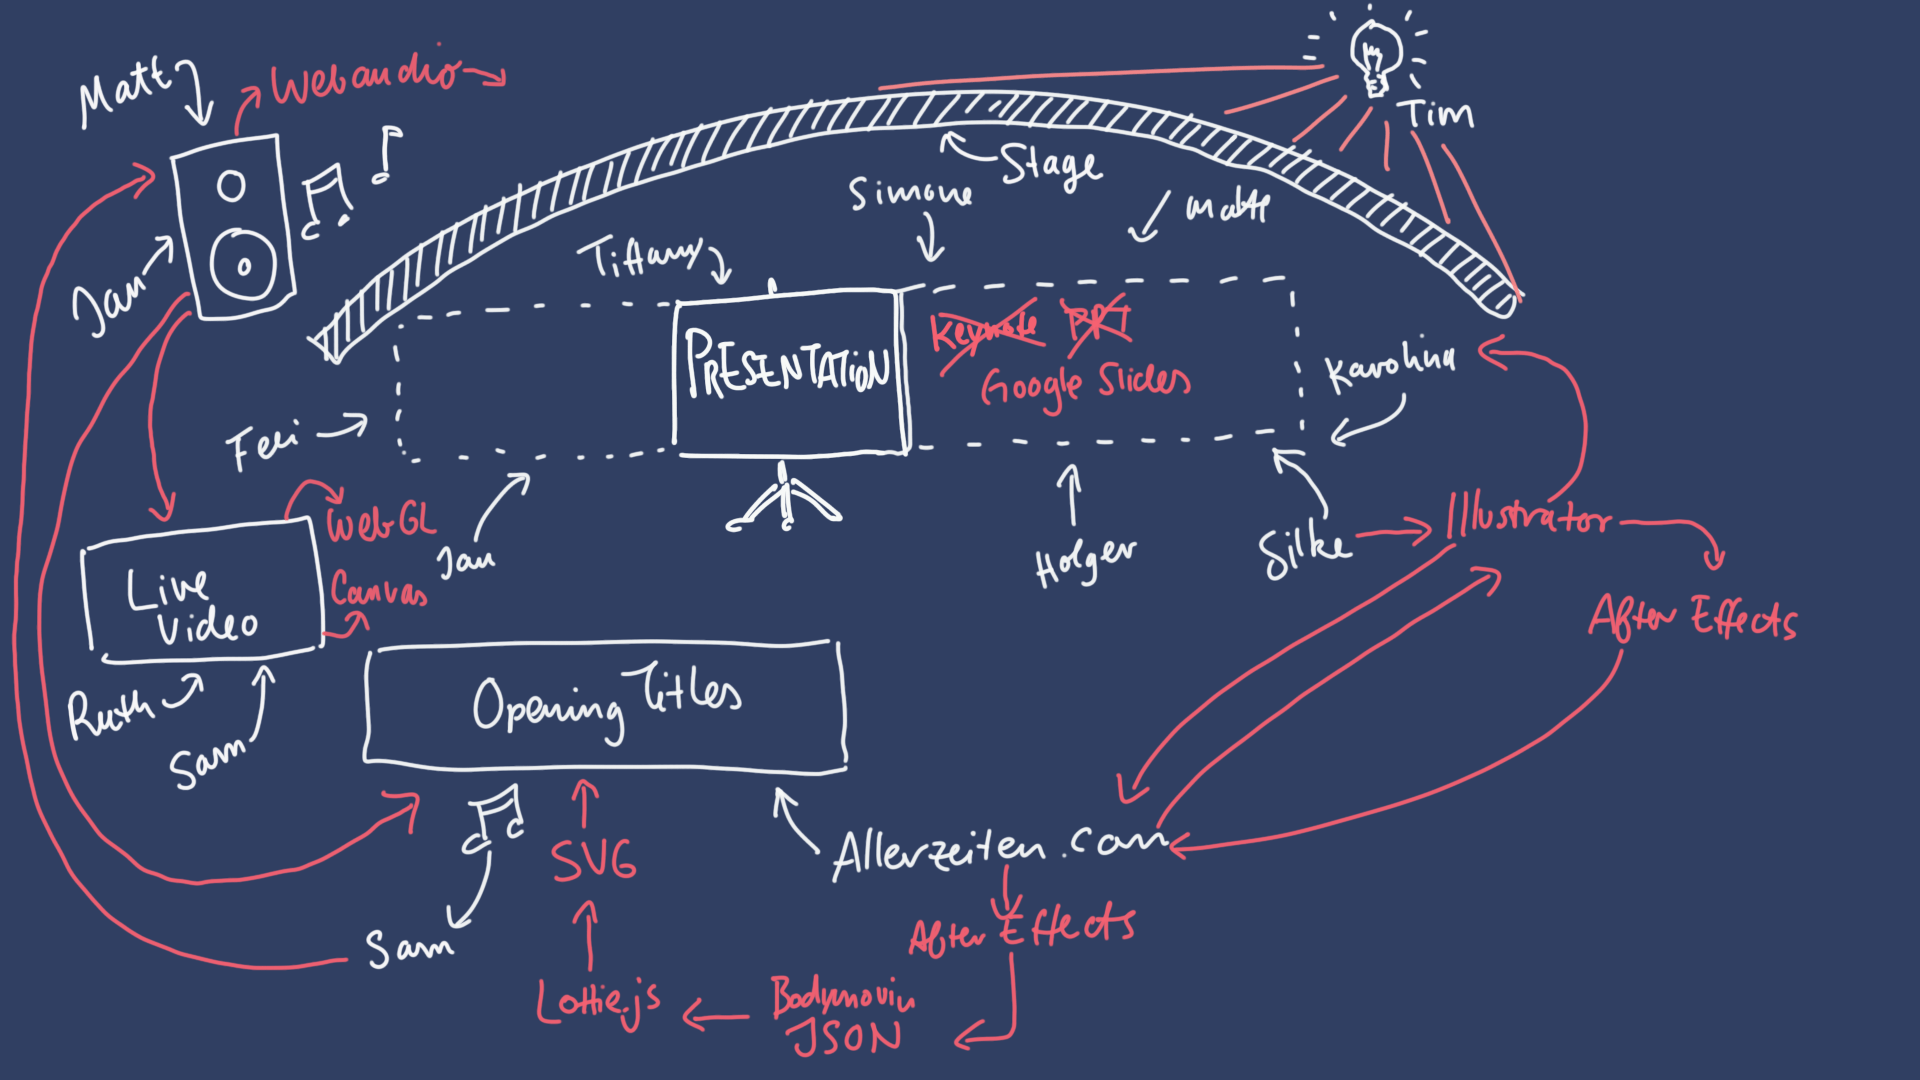 Matt
Webaudio
Tim
Stage
Simone
Matt
Tiffany
Jan
PRESENTATION
Keynote PPT
Google Slides
Karolina
Feli
WebGL
Jan
Holger
Silke
Illustrator
Live
Video
Canvas
After Effects
Ruth
Sam
Opening Titles
SVG
Allerzeiten.com
Sam
After Effects
Lottie.js
Bodymovin
JSON